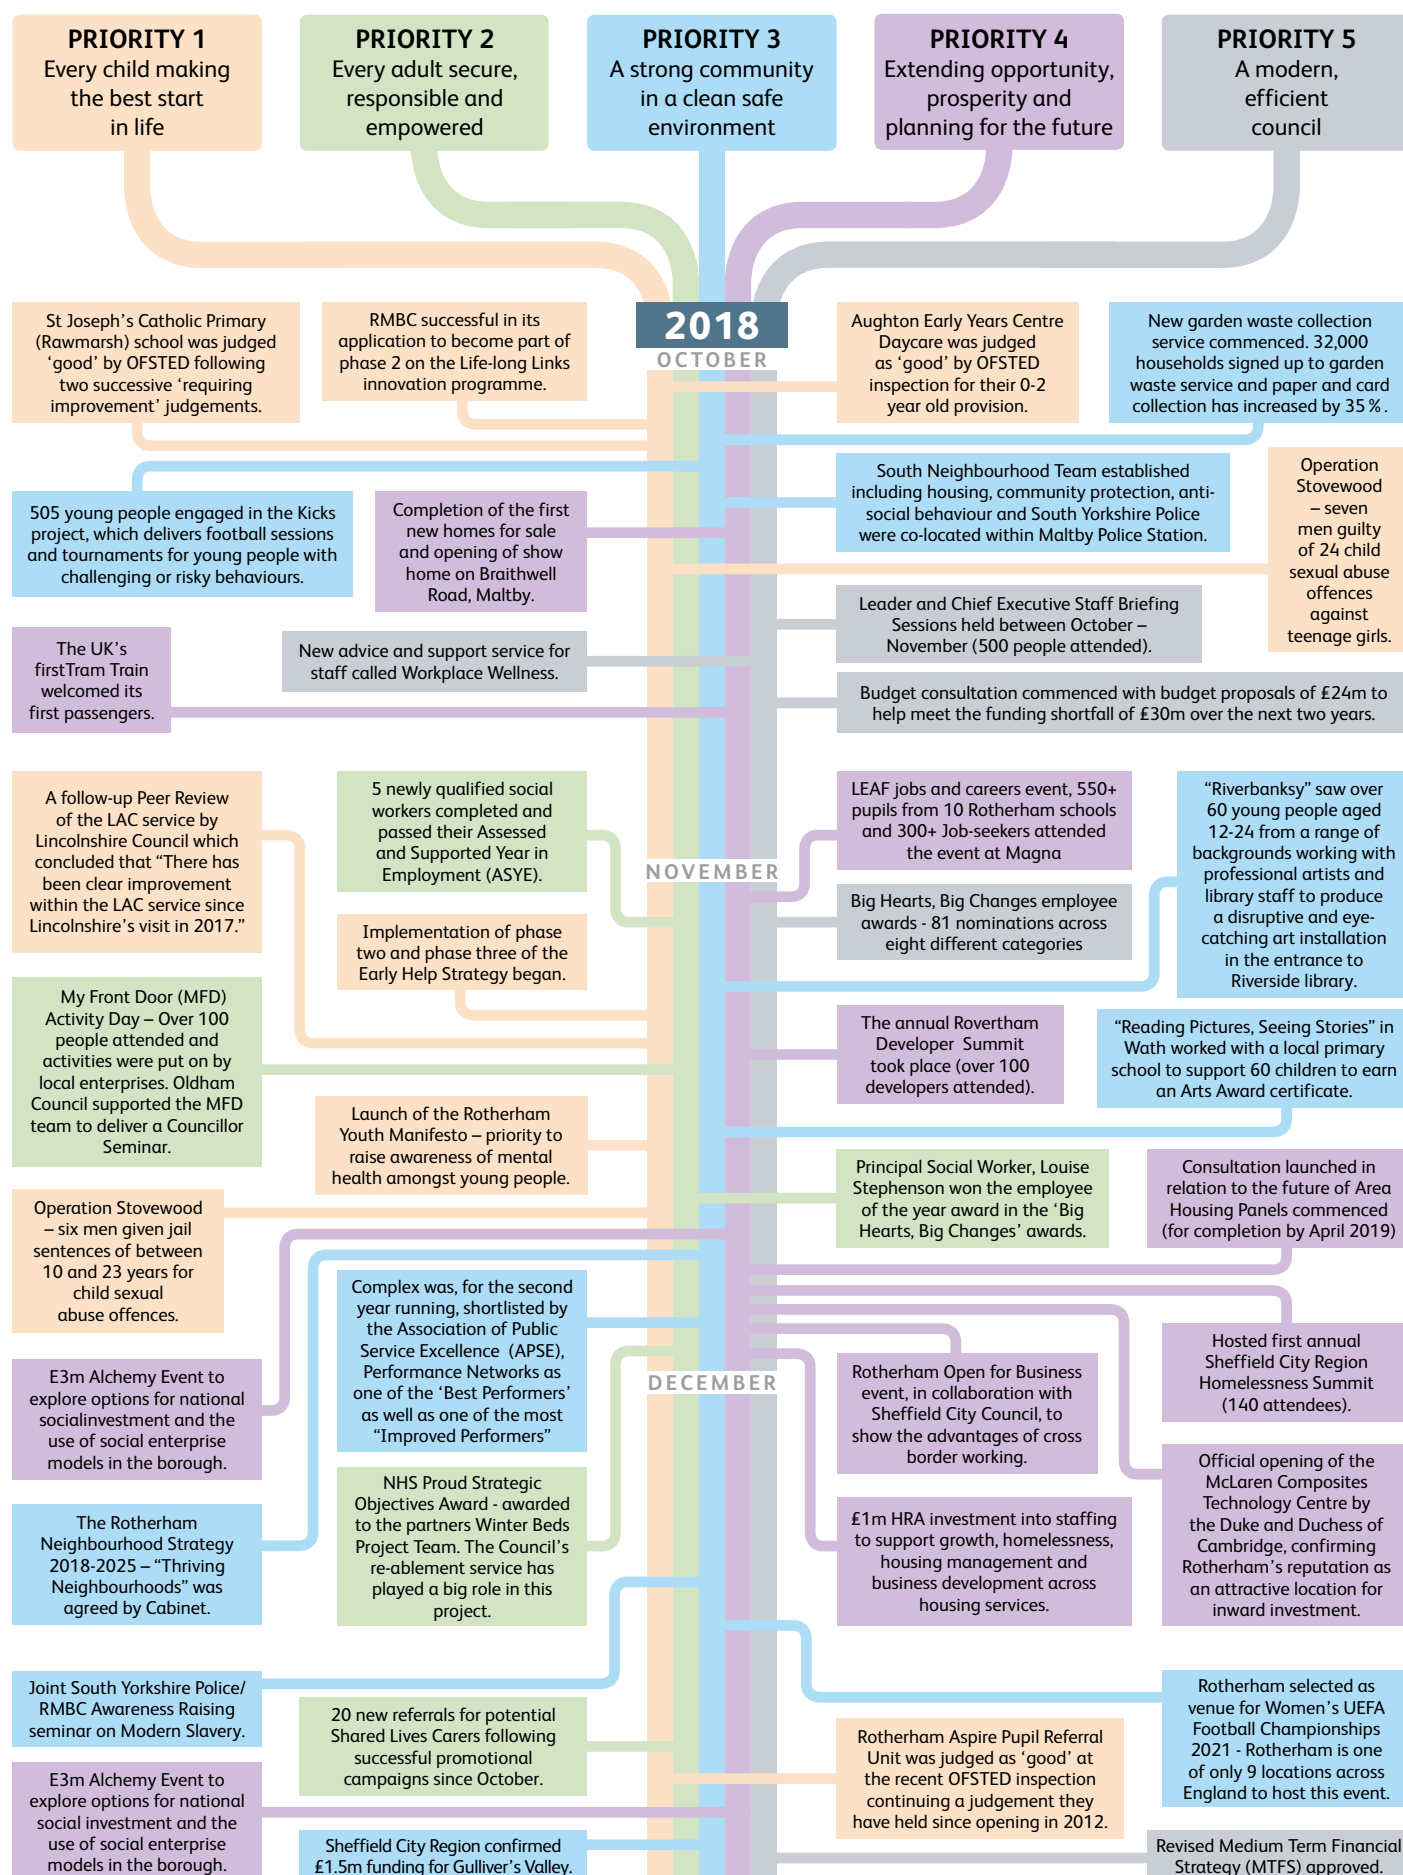 PRIORITY 1
Every child making
the best start
in life
PRIORITY 2
Every adult secure,
responsible and
empowered
PRIORITY 3
A strong community
in a clean safe
environment
PRIORITY 4
Extending opportunity,
prosperity and
planning for the future
PRIORITY 5
A modern,
efficient
council
2018
OCTOBER
St Joseph's Catholic Primary
(Rawmarsh) school was judged
‘good’ by OFSTED following
two successive ‘requiring
improvement’ judgements.
RMBC successful in its
application to become part of
phase 2 on the Life-long Links
innovation programme.
Aughton Early Years Centre
Daycare was judged
as ‘good’ by OFSTED
inspection for their 0-2
year old provision.
New garden waste collection
service commenced. 32,000
households signed up to garden
waste service and paper and card
collection has increased by 35%.
505 young people engaged in the Kicks
project, which delivers football sessions
and tournaments for young people with
challenging or risky behaviours.
Completion of the first
new homes for sale
and opening of show
home on Braithwell
Road, Maltby.
South Neighbourhood Team established
including housing, community protection, anti-
social behaviour and South Yorkshire Police
were co-located within Maltby Police Station.
Operation
Stovewood
– seven
men guilty
of 24 child
sexual abuse
offences
against
teenage girls.
Leader and Chief Executive Staff Briefing
Sessions held between October –
November (500 people attended).
The UK's
firstTram Train
welcomed its
first passengers.
New advice and support service for
staff called Workplace Wellness.
Budget consultation commenced with budget proposals of £24m to
help meet the funding shortfall of £30m over the next two years.
A follow-up Peer Review
of the LAC service by
Lincolnshire Council which
concluded that “There has
been clear improvement
within the LAC service since
Lincolnshire's visit in 2017.”
5 newly qualified social
workers completed and
passed their Assessed
and Supported Year in
Employment (ASYE).
NOVEMBER
LEAF jobs and careers event, 550+
pupils from 10 Rotherham schools
and 300+ Job-seekers attended
the event at Magna
“Riverbanksy” saw over
60 young people aged
12-24 from a range of
backgrounds working with
professional artists and
library staff to produce
a disruptive and eye-
catching art installation
in the entrance to
Riverside library.
Big Hearts, Big Changes employee
awards - 81 nominations across
eight different categories
Implementation of phase
two and phase three of the
Early Help Strategy began.
My Front Door (MFD)
Activity Day – Over 100
people attended and
activities were put on by
local enterprises. Oldham
Council supported the MFD
team to deliver a Councillor
Seminar.
The annual Rovertham
Developer Summit
took place (over 100
developers attended).
“Reading Pictures, Seeing Stories” in
Wath worked with a local primary
school to support 60 children to earn
an Arts Award certificate.
Launch of the Rotherham
Youth Manifesto – priority to
raise awareness of mental
health amongst young people.
Principal Social Worker, Louise
Stephenson won the employee
of the year award in the ‘Big
Hearts, Big Changes’ awards.
Consultation launched in
relation to the future of Area
Housing Panels commenced
(for completion by April 2019)
Operation Stovewood
– six men given jail
sentences of between
10 and 23 years for
child sexual
abuse offences.
Complex was, for the second
year running, shortlisted by
the Association of Public
Service Excellence (APSE),
Performance Networks as
one of the ‘Best Performers’
as well as one of the most
“Improved Performers”
Hosted first annual
Sheffield City Region
Homelessness Summit
(140 attendees).
E3m Alchemy Event to
explore options for national
socialinvestment and the
use of social enterprise
models in the borough.
DECEMBER
Rotherham Open for Business
event, in collaboration with
Sheffield City Council, to
show the advantages of cross
border working.
Official opening of the
McLaren Composites
Technology Centre by
the Duke and Duchess of
Cambridge, confirming
Rotherham's reputation as
an attractive location for
inward investment.
NHS Proud Strategic
Objectives Award - awarded
to the partners Winter Beds
Project Team. The Council's
re-ablement service has
played a big role in this
project.
The Rotherham
Neighbourhood Strategy
2018-2025 – “Thriving
Neighbourhoods” was
agreed by Cabinet.
£1m HRA investment into staffing
to support growth, homelessness,
housing management and
business development across
housing services.
Joint South Yorkshire Police/
RMBC Awareness Raising
seminar on Modern Slavery.
20 new referrals for potential
Shared Lives Carers following
successful promotional
campaigns since October.
Rotherham Aspire Pupil Referral
Unit was judged as ‘good’ at
the recent OFSTED inspection
continuing a judgement they
have held since opening in 2012.
Rotherham selected as
venue for Women's UEFA
Football Championships
2021 - Rotherham is one
of only 9 locations across
England to host this event.
E3m Alchemy Event to
explore options for national
social investment and the
use of social enterprise
models in the borough.
Sheffield City Region confirmed
£1.5m funding for Gulliver's Valley.
Revised Medium Term Financial
Strategy (MTFS) approved.